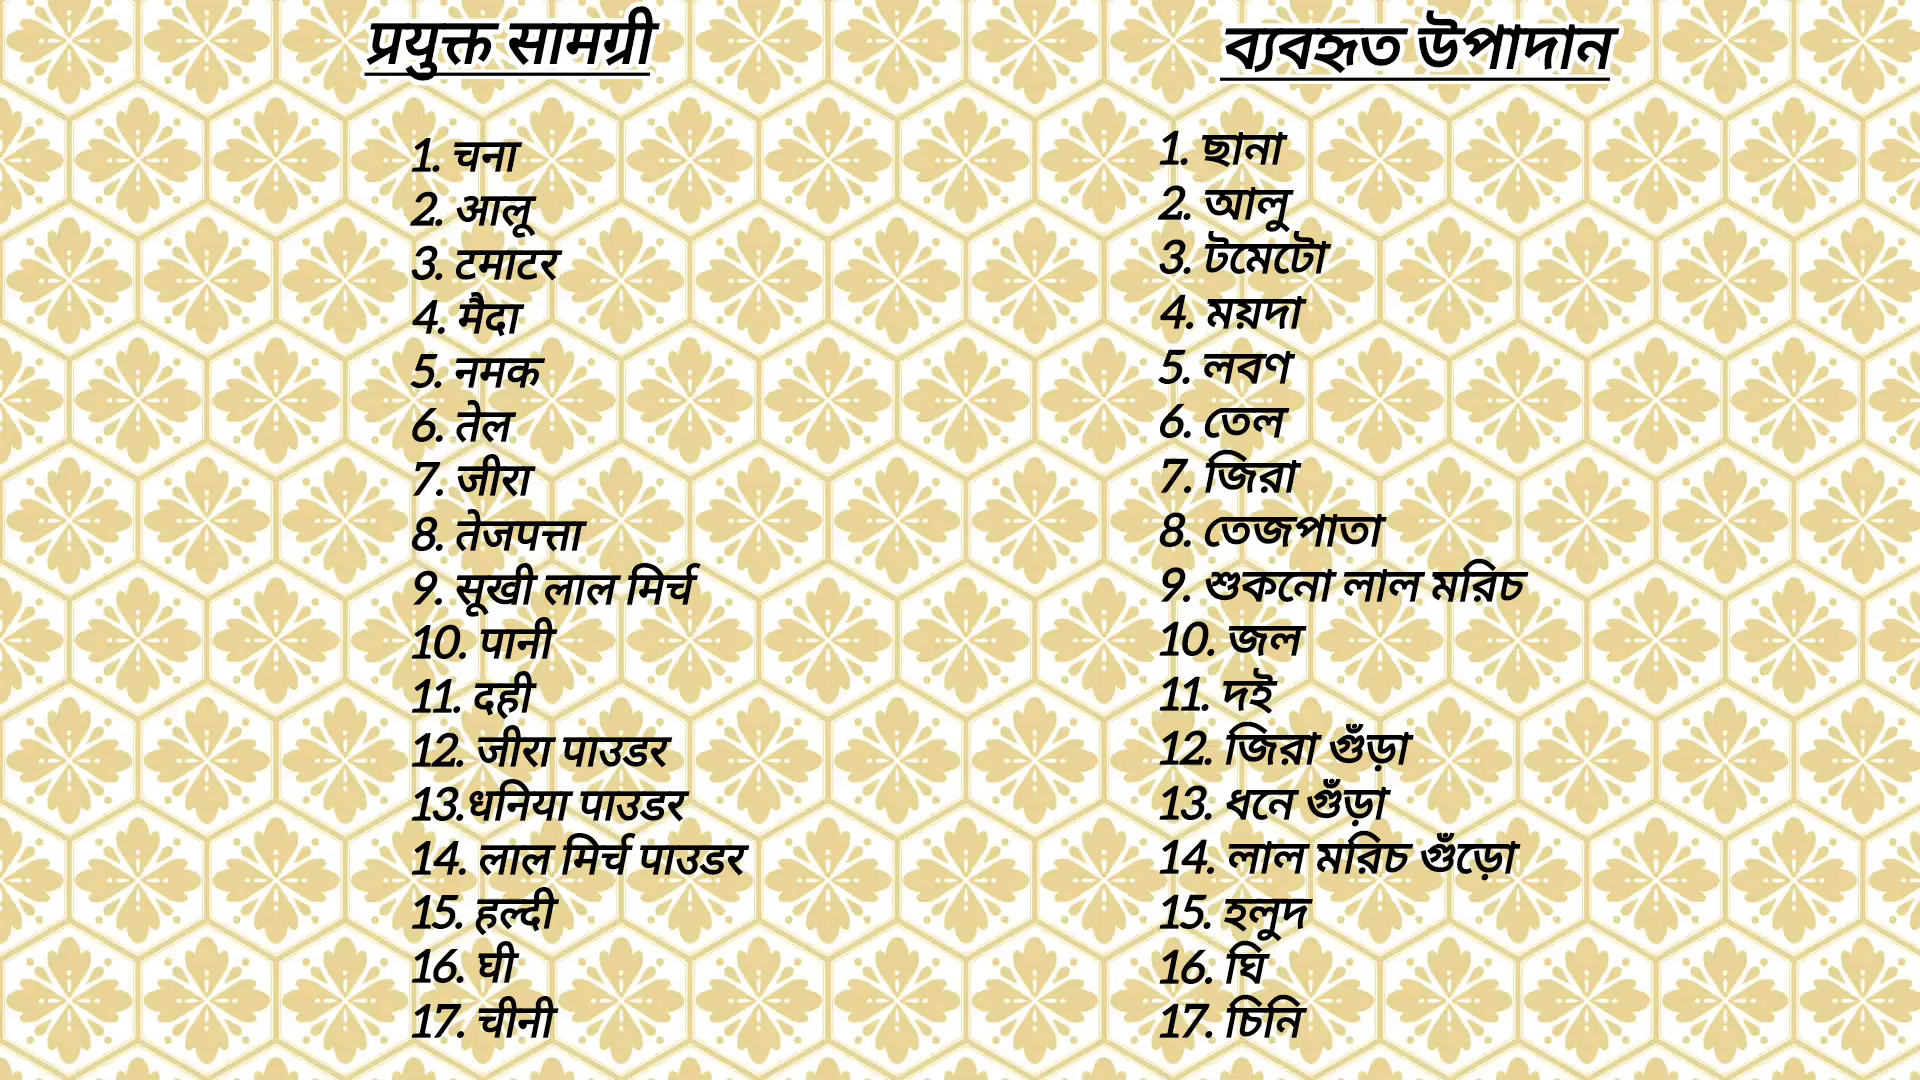 प्रयुक्त सामग्री
1. चना
2. आलू
3. टमाटर
4. मैदा
5. नमक
6. तेल
7. जीरा
8. तेजपत्ता
9. सूखी लाल मिर्च
10. पानी
11. दही
12. जीरा पाउडर
13.धनिया पाउडर
14. लाल मिर्च पाउडर
15. हल्दी
16. घी
17. चीनी
ব্যবহৃত উপাদান
1. ছানা
2. আলু
3. টমেটো
4. ময়দা
5. লবণ
6. তেল
7. জিরা
8. তেজপাতা
9. শুকনো লাল মরিচ
10. জল
11. দই
12. জিরা গুঁড়া
13. ধনে গুঁড়া
14. লাল মরিচ গুঁড়ো
15. হলুদ
16. ঘি
17. চিনি